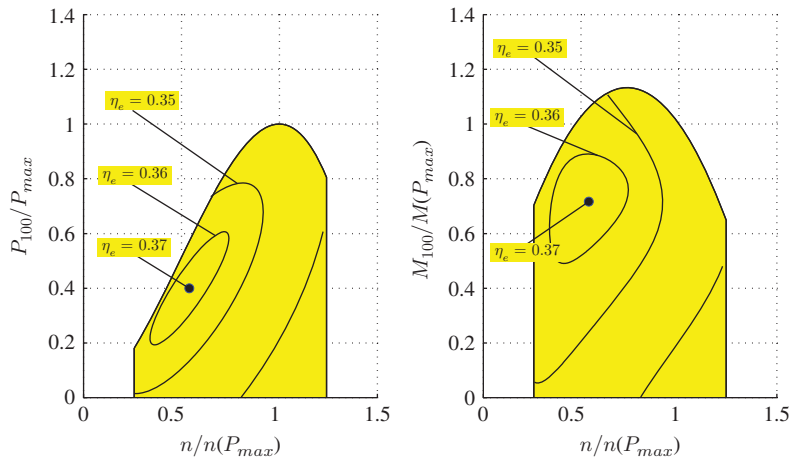 1.4
1.2
1
0.8
0.6
0.4
0.2
0
P₁₀₀/Pₘₐₓ
ηₑ = 0.35
ηₑ = 0.36
ηₑ = 0.37
0 0.5 1 1.5
n/n(Pₘₐₓ)
1.4
1.2
1
0.8
0.6
0.4
0.2
0
M₁₀₀/M(Pₘₐₓ)
ηₑ = 0.35
ηₑ = 0.36
ηₑ = 0.37
0 0.5 1 1.5
n/n(Pₘₐₓ)